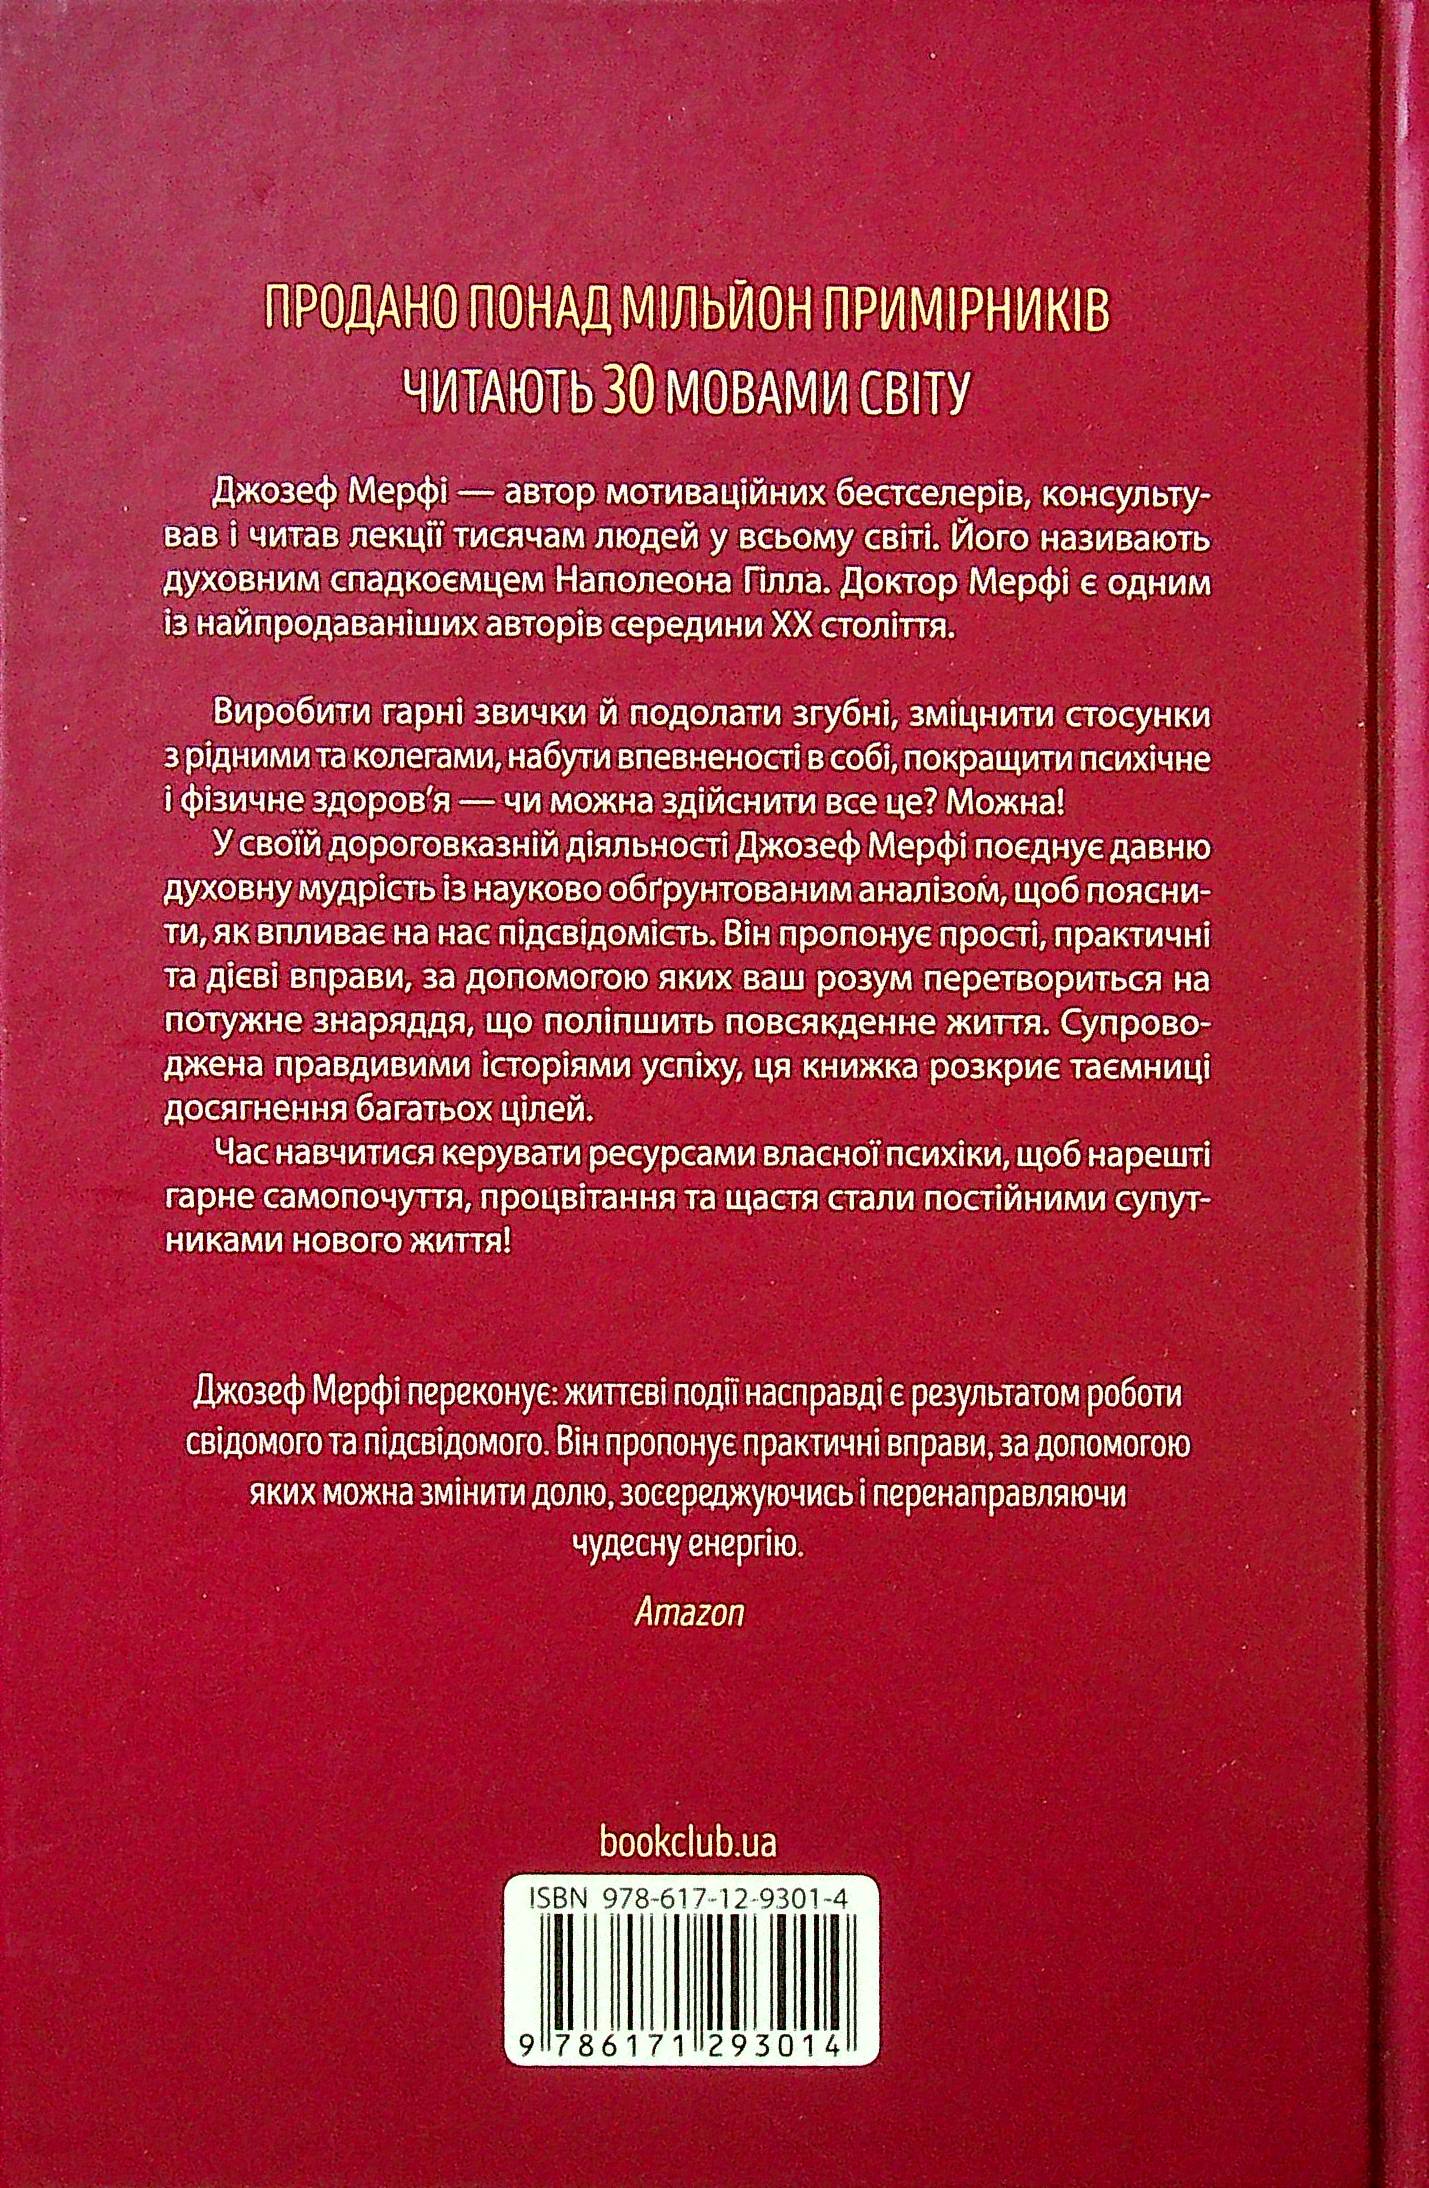 ПРОДАНО ПОНАД МІЛЬЙОН ПРИМІРНИКІВ
ЧИТАЮТЬ 30 МОВАМИ СВІТУ
Джозеф Мерфі — автор мотиваційних бестселерів, консульту-
вав і читав лекції тисячам людей у всьому світі. Його називають
духовним спадкоємцем Наполеона Гілла. Доктор Мерфі є одним
із найпродаваніших авторів середини ХХ століття.
Виробити гарні звички й подолати згубні, зміцнити стосунки
з рідними та колегами, набути впевненості в собі, покращити психічне
і фізичне здоров'я — чи можна здійснити все це? Можна!
У своїй дороговказній діяльності Джозеф Мерфі поєднує давню
духовну мудрість із науково обґрунтованим аналізом, щоб поясни-
ти, як впливає на нас підсвідомість. Він пропонує прості, практичні
та дієві вправи, за допомогою яких ваш розум перетвориться на
потужне знаряддя, що поліпшить повсякденне життя. Супрово-
джена правдивими історіями успіху, ця книжка розкриє таємниці
досягнення багатьох цілей.
Час навчитися керувати ресурсами власної психіки, щоб нарешті
гарне самопочуття, процвітання та щастя стали постійними супут-
никами нового життя!
Джозеф Мерфі переконує: життєві події насправді є результатом роботи
свідомого та підсвідомого. Він пропонує практичні вправи, за допомогою
яких можна змінити долю, зосереджуючись і перенаправляючи
чудесну енергію.
Amazon
bookclub.ua
ISBN 978-617-12-9301-4
9 786171 293014